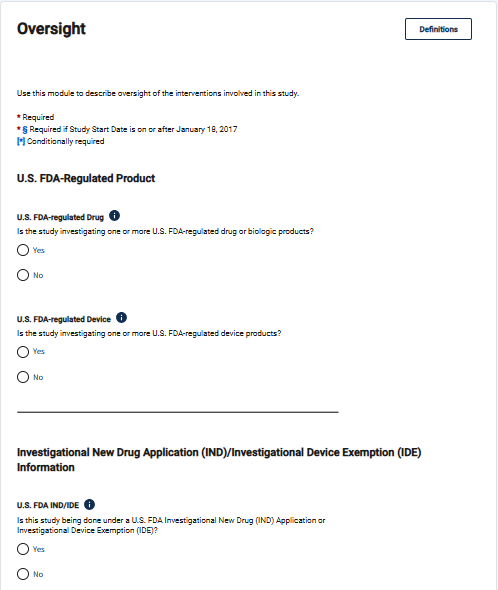 Oversight
Definitions
Use this module to describe oversight of the interventions involved in this study.
* Required
* § Required if Study Start Date is on or after January 18, 2017
[*] Conditionally required
U.S. FDA-Regulated Product
U.S. FDA-regulated Drug
Is the study investigating one or more U.S. FDA-regulated drug or biologic products?
Yes
No
U.S. FDA-regulated Device
Is the study investigating one or more U.S. FDA-regulated device products?
Yes
No
Investigational New Drug Application (IND)/Investigational Device Exemption (IDE)
Information
U.S. FDA IND/IDE
Is this study being done under a U.S. FDA Investigational New Drug (IND) Application or
Investigational Device Exemption (IDE)?
Yes
No